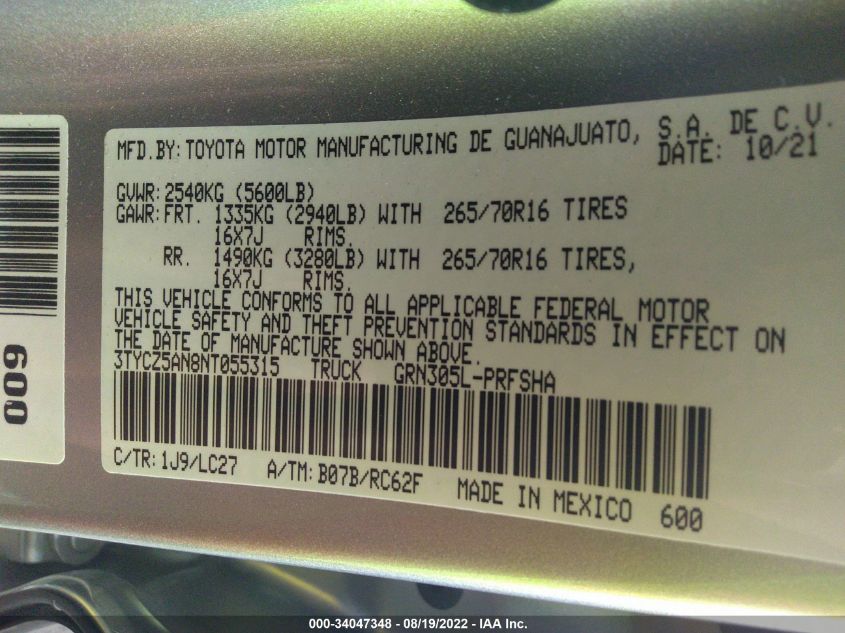 MFD.BY:TOYOTA MOTOR MANUFACTURING DE GUANAJUATO, S.A. DE C.V.
DATE: 10/21
GVWR:2540KG (5600LB)
GAWR:FRT. 1335KG (2940LB) WITH 265/70R16 TIRES
16X7J RIMS.
RR. 1490KG (3280LB) WITH 265/70R16 TIRES,
16X7J RIMS.
THIS VEHICLE CONFORMS TO ALL APPLICABLE FEDERAL MOTOR
VEHICLE SAFETY AND THEFT PREVENTION STANDARDS IN EFFECT ON
THE DATE OF MANUFACTURE SHOWN ABOVE.
3TYCZ5AN8NT055315 TRUCK GRN305L-PRFSHA
C/TR:1J9/LC27 A/TM:B07B/RC62F MADE IN MEXICO 600
009
000-34047348 - 08/19/2022 - IAA Inc.